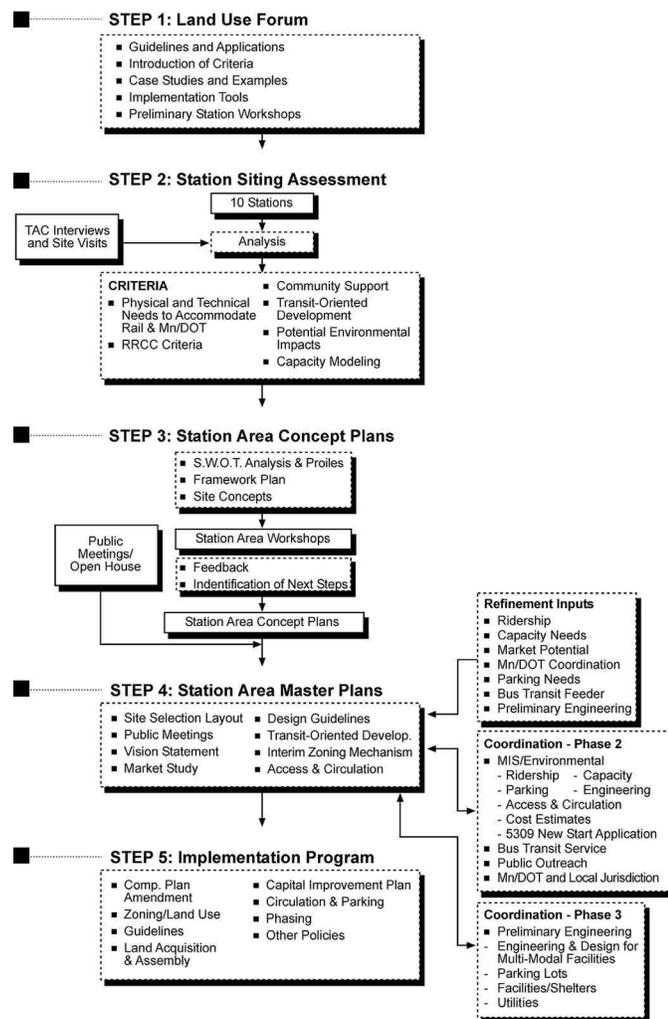 STEP 1: Land Use Forum
■ Guidelines and Applications
■ Introduction of Criteria
■ Case Studies and Examples
■ Implementation Tools
■ Preliminary Station Workshops
STEP 2: Station Siting Assessment
10 Stations
TAC Interviews
and Site Visits
Analysis
CRITERIA
■ Physical and Technical
Needs to Accommodate
Rail & Mn/DOT
■ RRCC Criteria
■ Community Support
■ Transit-Oriented
Development
■ Potential Environmental
Impacts
■ Capacity Modeling
STEP 3: Station Area Concept Plans
■ S.W.O.T. Analysis & Proiles
■ Framework Plan
■ Site Concepts
Station Area Workshops
Public
Meetings/
Open House
■ Feedback
■ Indentification of Next Steps
Station Area Concept Plans
Refinement Inputs
■ Ridership
■ Capacity Needs
■ Market Potential
■ Mn/DOT Coordination
■ Parking Needs
■ Bus Transit Feeder
■ Preliminary Engineering
STEP 4: Station Area Master Plans
■ Site Selection Layout
■ Public Meetings
■ Vision Statement
■ Market Study
■ Design Guidelines
■ Transit-Oriented Develop.
■ Interim Zoning Mechanism
■ Access & Circulation
Coordination - Phase 2
■ MIS/Environmental
- Ridership - Capacity
- Parking - Engineering
- Access & Circulation
- Cost Estimates
- 5309 New Start Application
■ Bus Transit Service
■ Public Outreach
■ Mn/DOT and Local Jurisdiction
STEP 5: Implementation Program
■ Comp. Plan
Amendment
■ Zoning/Land Use
■ Guidelines
■ Land Acquisition
& Assembly
■ Capital Improvement Plan
■ Circulation & Parking
■ Phasing
■ Other Policies
Coordination - Phase 3
■ Preliminary Engineering
- Engineering & Design for
Multi-Modal Facilities
- Parking Lots
- Facilities/Shelters
- Utilities